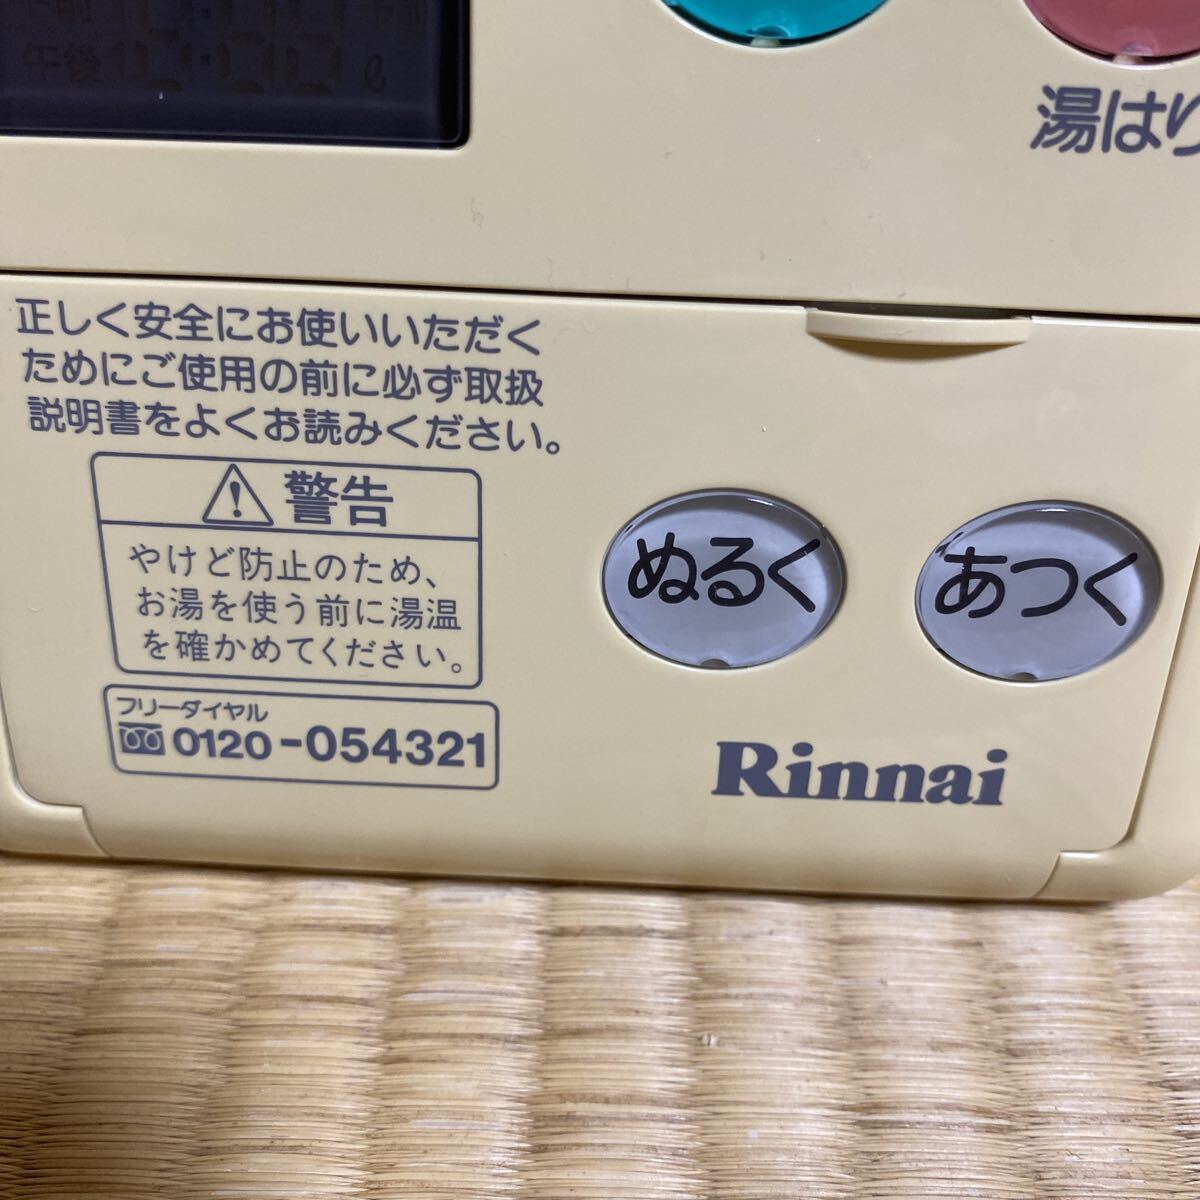 午後
ℓ
湯はり
正しく安全にお使いいただく
ためにご使用の前に必ず取扱
説明書をよくお読みください。
警告
やけど防止のため、
お湯を使う前に湯温
を確かめてください。
フリーダイヤル
0120-054321
ぬるく
あつく
Rinnai